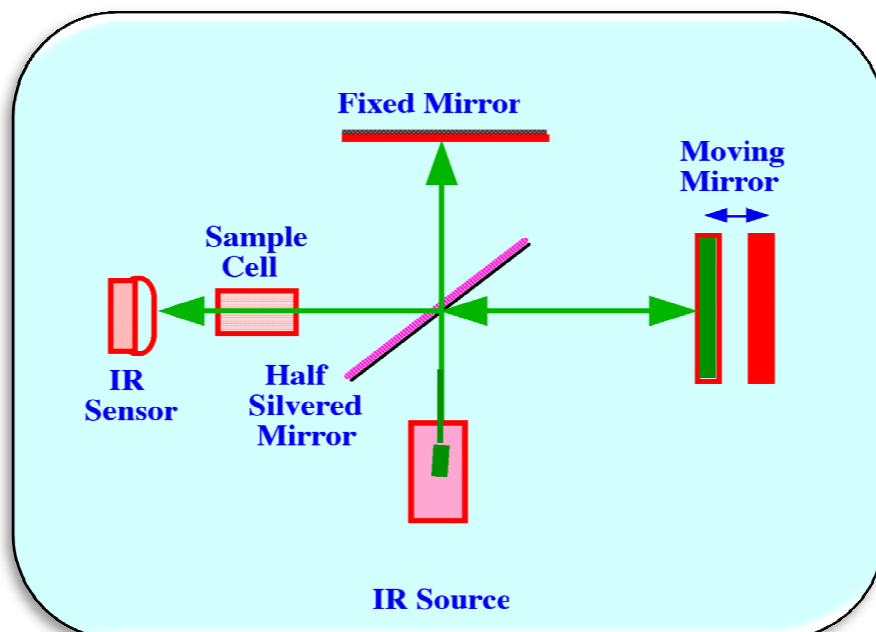 Fixed Mirror
Moving
Mirror
Sample
Cell
IR
Sensor
Half
Silvered
Mirror
IR Source